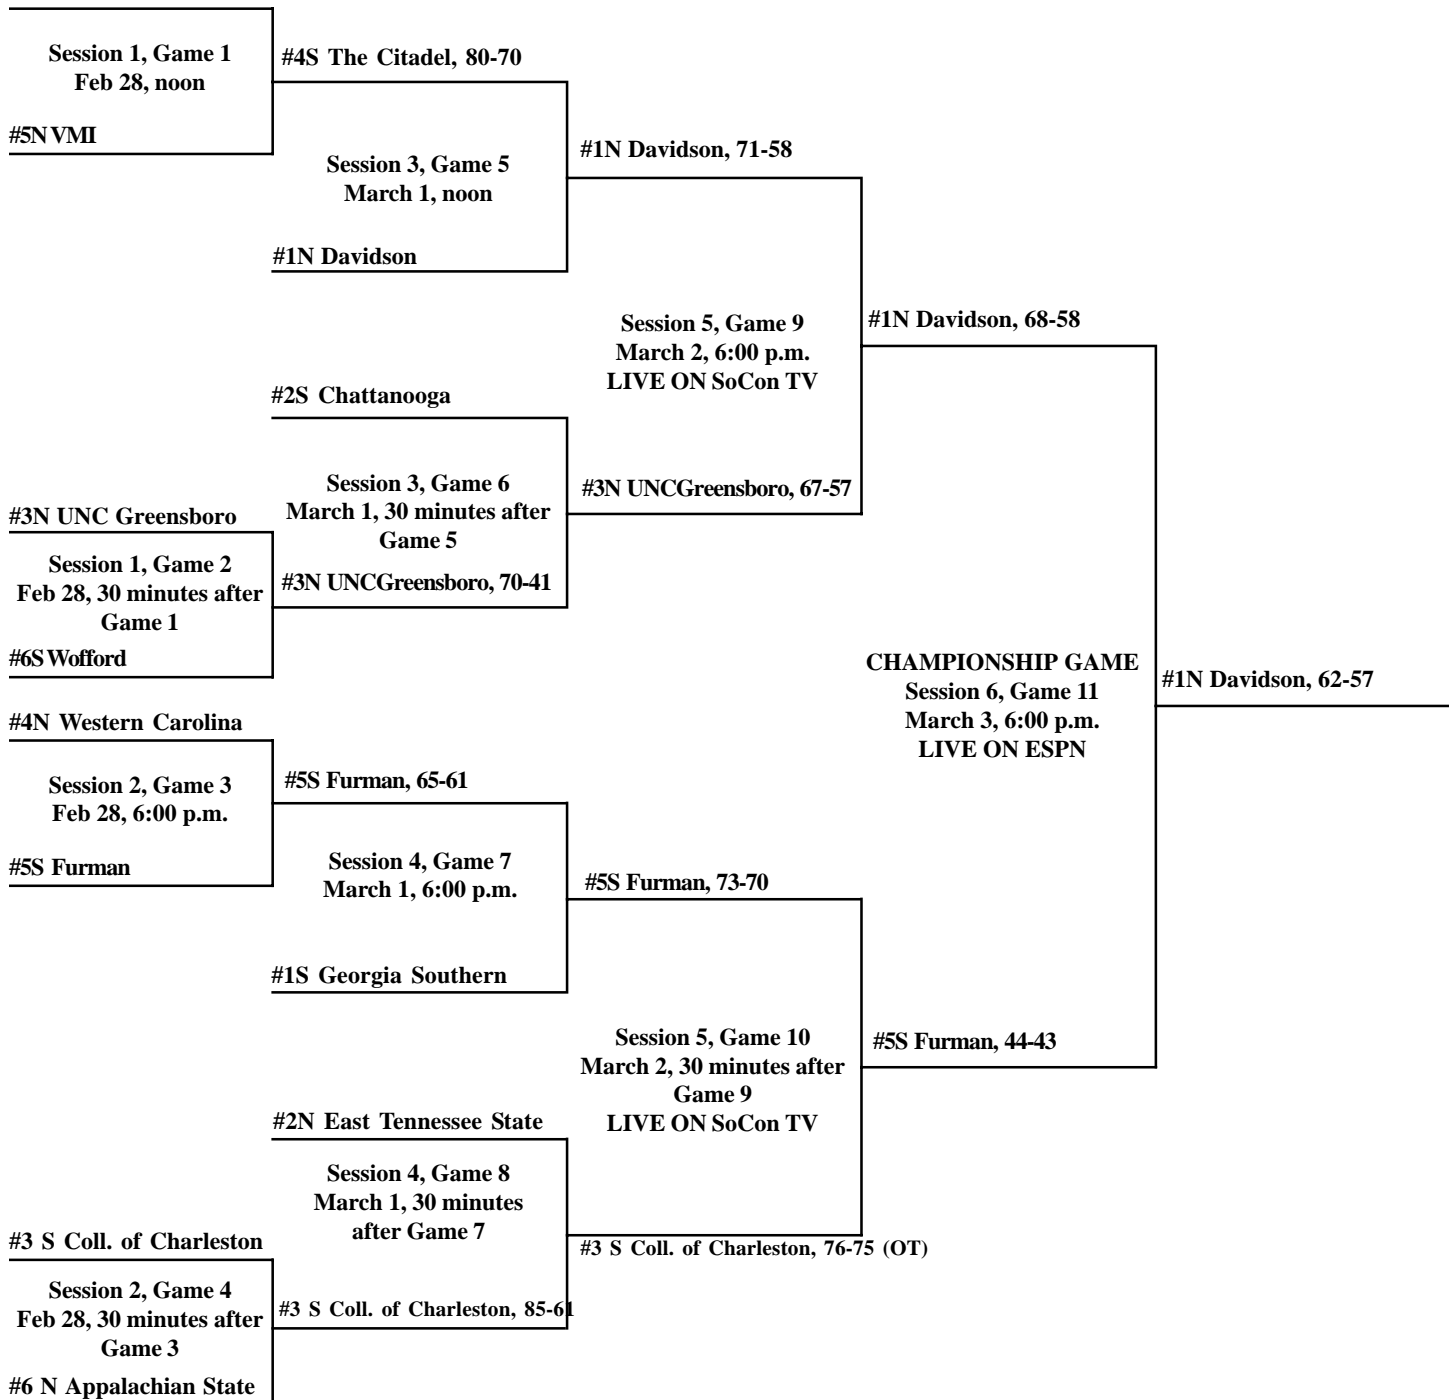 Session 1, Game 1
Feb 28, noon
#5N VMI
#4S The Citadel, 80-70
Session 3, Game 5
March 1, noon
#1N Davidson
#1N Davidson, 71-58
Session 5, Game 9
March 2, 6:00 p.m.
LIVE ON SoCon TV
#1N Davidson, 68-58
#2S Chattanooga
Session 3, Game 6
March 1, 30 minutes after
Game 5
#3N UNCGreensboro, 67-57
#3N UNC Greensboro
Session 1, Game 2
Feb 28, 30 minutes after
Game 1
#6S Wofford
#3N UNCGreensboro, 70-41
CHAMPIONSHIP GAME
Session 6, Game 11
March 3, 6:00 p.m.
LIVE ON ESPN
#1N Davidson, 62-57
#4N Western Carolina
Session 2, Game 3
Feb 28, 6:00 p.m.
#5S Furman
#5S Furman, 65-61
Session 4, Game 7
March 1, 6:00 p.m.
#1S Georgia Southern
#5S Furman, 73-70
Session 5, Game 10
March 2, 30 minutes after
Game 9
LIVE ON SoCon TV
#5S Furman, 44-43
#2N East Tennessee State
Session 4, Game 8
March 1, 30 minutes
after Game 7
#3 S Coll. of Charleston, 76-75 (OT)
#3 S Coll. of Charleston
Session 2, Game 4
Feb 28, 30 minutes after
Game 3
#6 N Appalachian State
#3 S Coll. of Charleston, 85-61